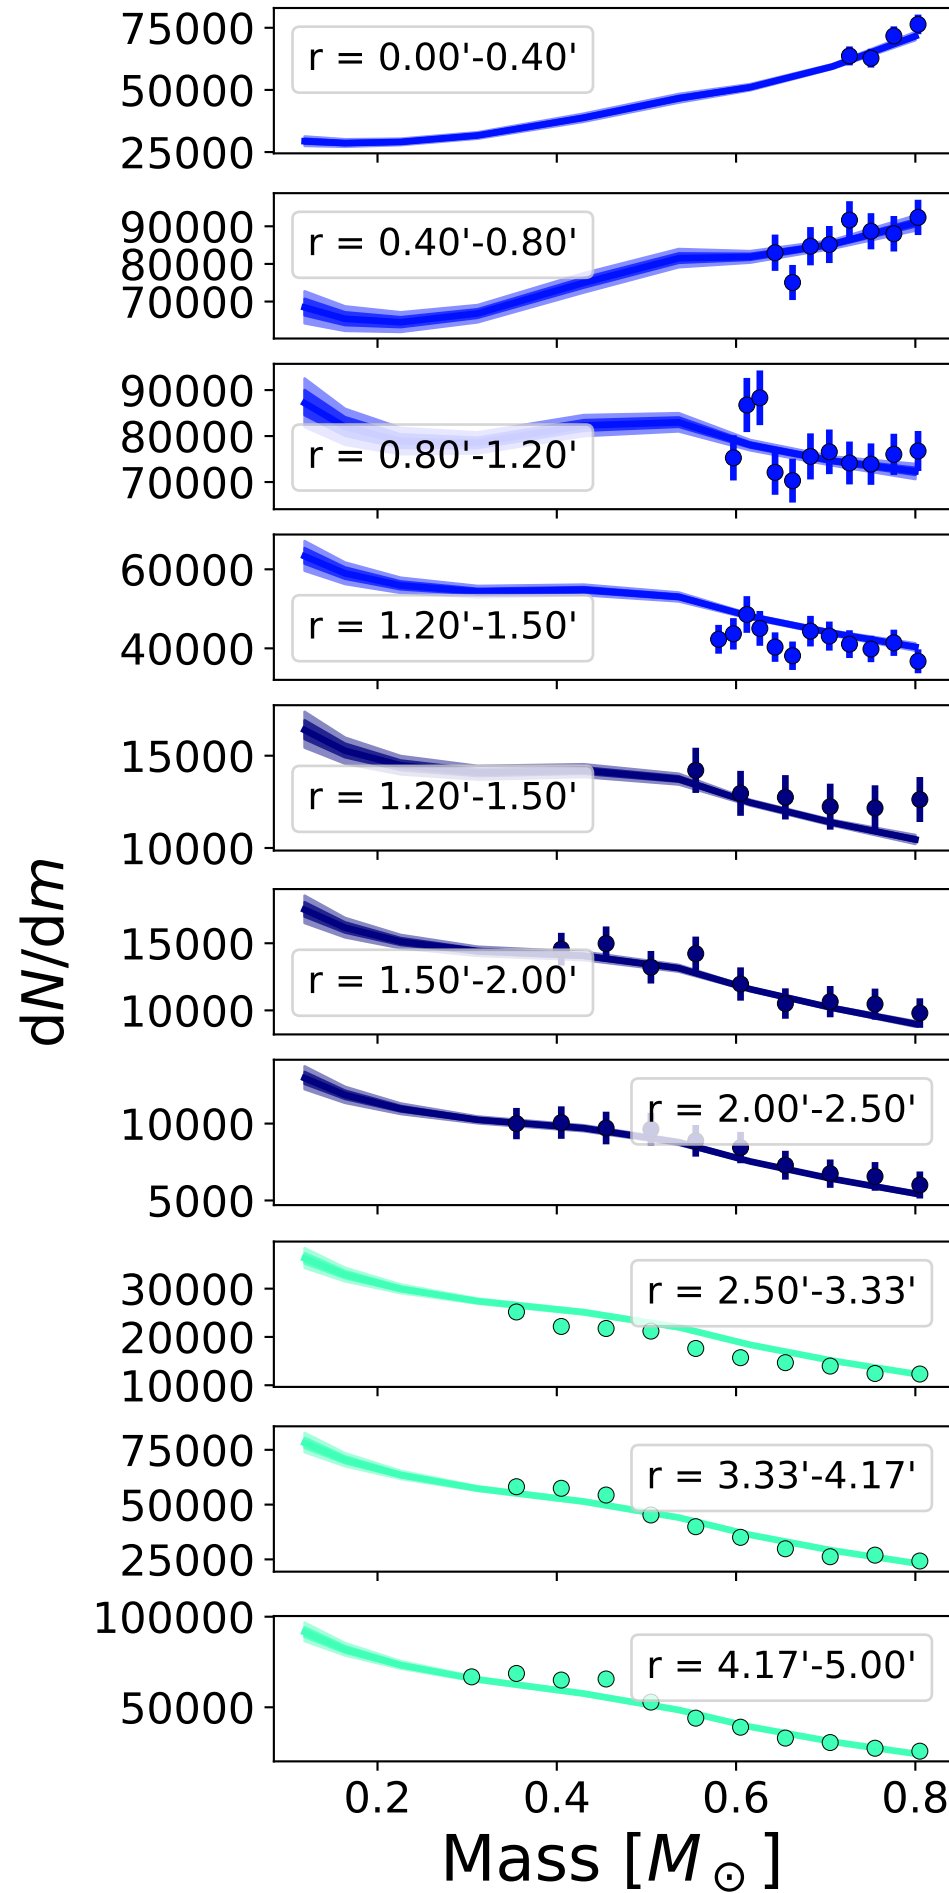 75000
50000
25000
r = 0.00'-0.40'
90000
80000
70000
r = 0.40'-0.80'
90000
80000
70000
r = 0.80'-1.20'
60000
40000
r = 1.20'-1.50'
15000
10000
r = 1.20'-1.50'
15000
10000
r = 1.50'-2.00'
10000
5000
r = 2.00'-2.50'
30000
20000
10000
r = 2.50'-3.33'
75000
50000
25000
r = 3.33'-4.17'
100000
50000
r = 4.17'-5.00'
0.2 0.4 0.6 0.8
Mass [M⊙]
dN/dm